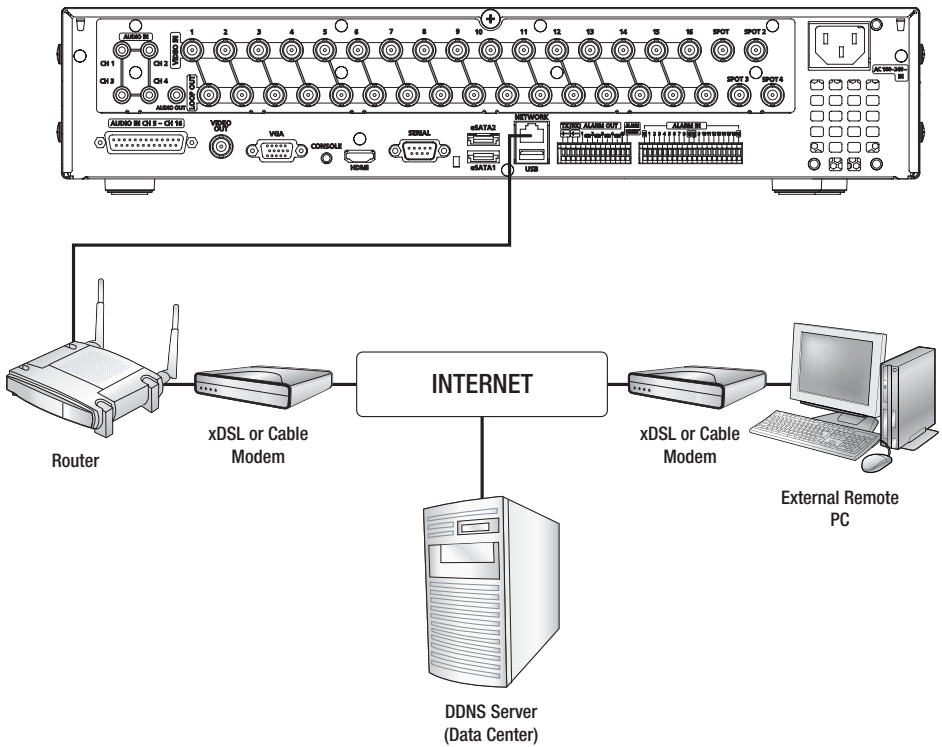 AUDIO IN
CH 1
CH 2
CH 3
CH 4
AUDIO OUT
VIDEO IN
LOOP OUT
1 2 3 4 5 6 7 8 9 10 11 12 13 14 15 16 SPOT SPOT 2
SPOT 3 SPOT 4
AC 100-240~ IN
AUDIO IN CH 5 ~ CH 16
VIDEO OUT
VGA
CONSOLE
HDMI
SERIAL
eSATA2
eSATA1
NETWORK
USB
ALARM OUT
ALARM IN
Router
xDSL or Cable
Modem
INTERNET
xDSL or Cable
Modem
External Remote
PC
DDNS Server
(Data Center)